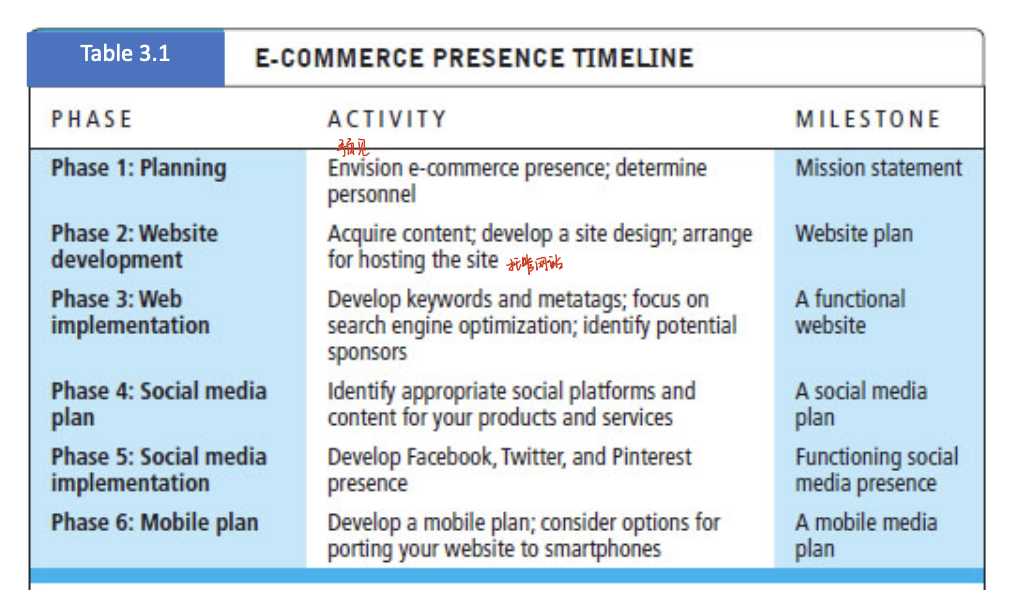 Table 3.1
E-COMMERCE PRESENCE TIMELINE
PHASE ACTIVITY MILESTONE
预见
Phase 1: Planning Envision e-commerce presence; determine Mission statement
personnel
Phase 2: Website Acquire content; develop a site design; arrange Website plan
development for hosting the site 托管网站
Phase 3: Web Develop keywords and metatags; focus on A functional
implementation search engine optimization; identify potential website
sponsors
Phase 4: Social media Identify appropriate social platforms and A social media
plan content for your products and services plan
Phase 5: Social media Develop Facebook, Twitter, and Pinterest Functioning social
implementation presence media presence
Phase 6: Mobile plan Develop a mobile plan; consider options for A mobile media
porting your website to smartphones plan